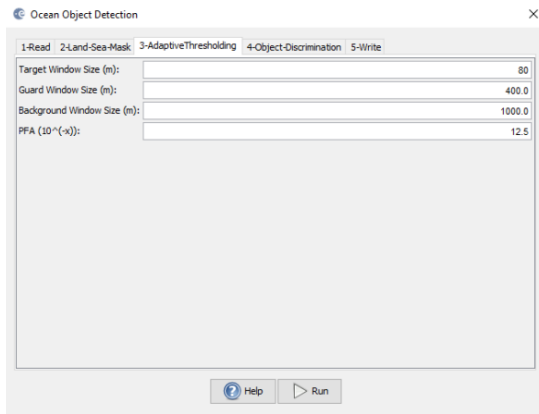 Ocean Object Detection
1-Read 2-Land-Sea-Mask 3-AdaptiveThresholding 4-Object-Discrimination 5-Write
Target Window Size (m): 80
Guard Window Size (m): 400.0
Background Window Size (m): 1000.0
PFA (10^(-x)): 12.5
Help Run